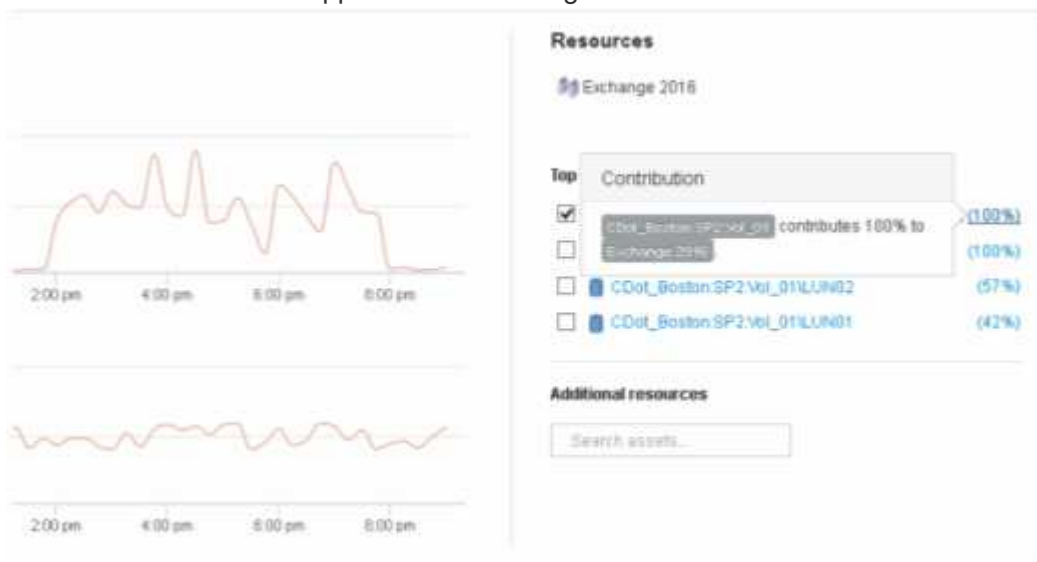 Resources
Exchange 2016
Top
Contribution
CDot_Boston:SP2:Vol_01 contributes 100% to
(100%)
(100%)
CDot_Boston:SP2:Vol_01\LUN02
(57%)
CDot_Boston:SP2:Vol_01\LUN01
(42%)
2:00 pm
4:00 pm
6:00 pm
8:00 pm
Additional resources
Search assets...
2:00 pm
4:00 pm
6:00 pm
8:00 pm